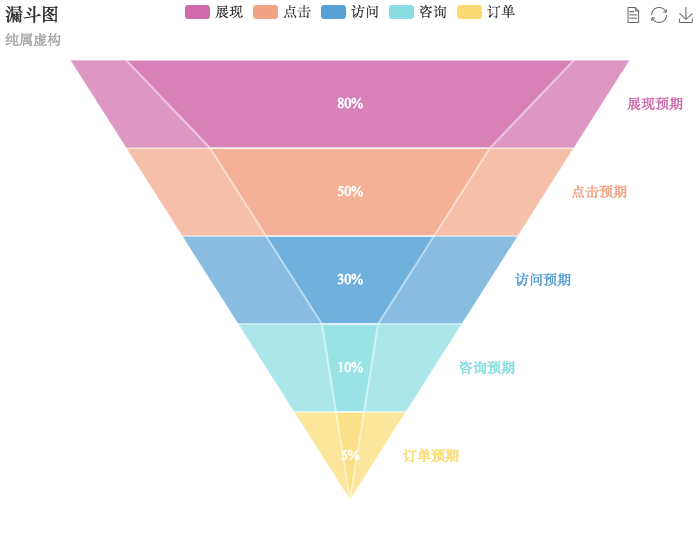 漏斗图
纯属虚构
展现 点击 访问 咨询 订单
80%
展现预期
50%
点击预期
30%
访问预期
10%
咨询预期
5%
订单预期